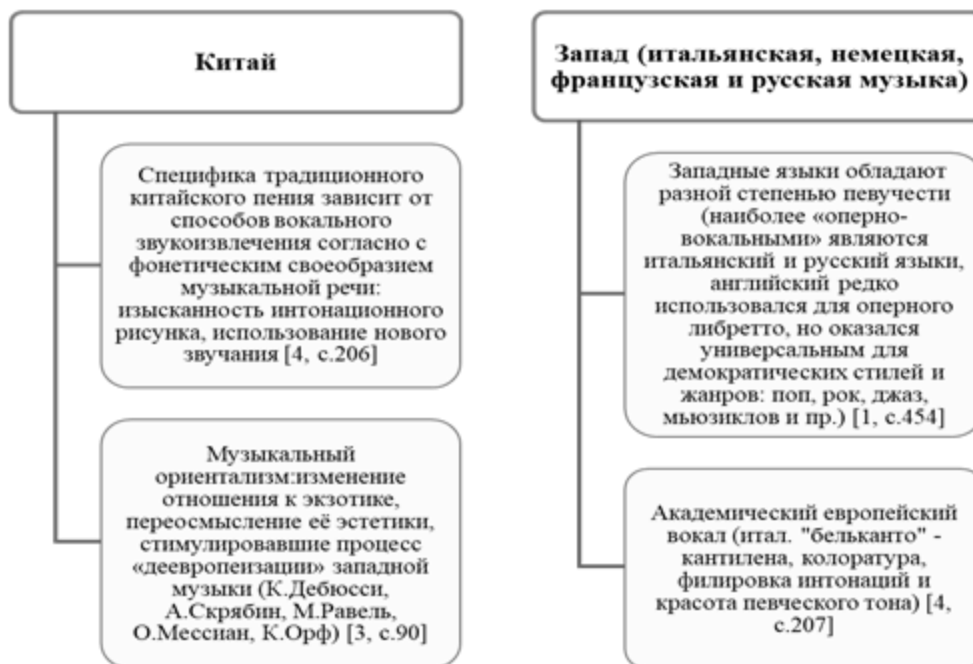 Китай
Специфика традиционного
китайского пения зависит от
способов вокального
звукоизвлечения согласно с
фонетическим своеобразием
музыкальной речи:
изысканность интонационного
рисунка, использование нового
звучания [4, с.206]
Музыкальный
ориентализм:изменение
отношения к экзотике,
переосмысление её эстетики,
стимулировавшие процесс
«деевропеизации» западной
музыки (К.Дебюсси,
А.Скрябин, М.Равель,
О.Мессиан, К.Орф) [3, с.90]
Запад (итальянская, немецкая,
французская и русская музыка)
Западные языки обладают
разной степенью певучести
(наиболее «оперно-
вокальными» являются
итальянский и русский языки,
английский редко
использовался для оперного
либретто, но оказался
универсальным для
демократических стилей и
жанров: поп, рок, джаз,
мьюзиклов и пр.) [1, с.454]
Академический европейский
вокал (итал. "бельканто" -
кантилена, колоратура,
филировка интонаций и
красота певческого тона) [4,
с.207]